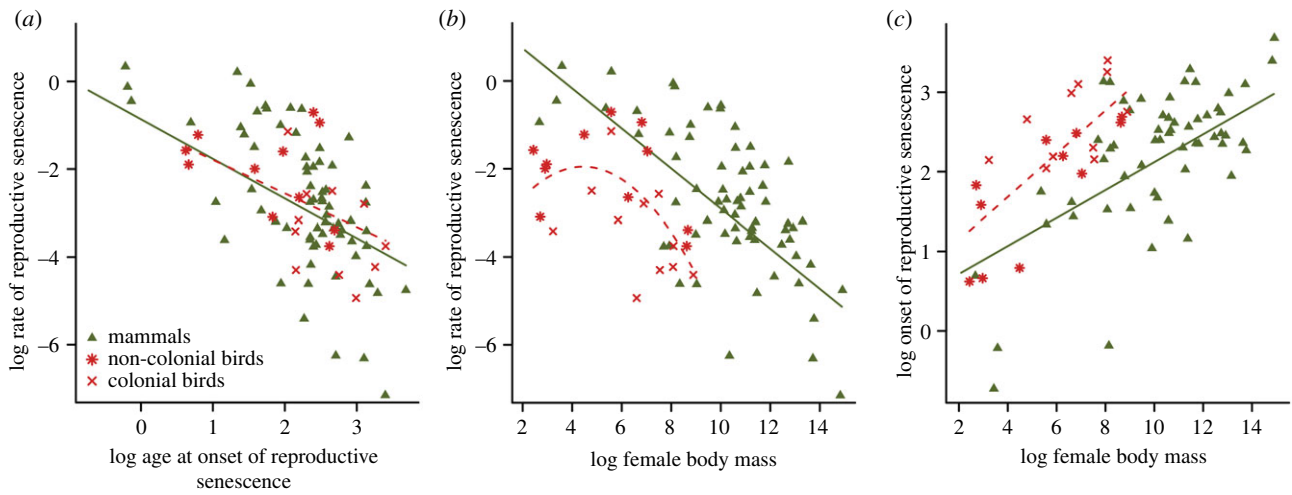 (a)
log rate of reproductive senescence
0
–2
–4
–6
mammals
non-colonial birds
colonial birds
0 1 2 3
log age at onset of reproductive
senescence
(b)
log rate of reproductive senescence
0
–2
–4
–6
2 4 6 8 10 12 14
log female body mass
(c)
log onset of reproductive senescence
3
2
1
0
2 4 6 8 10 12 14
log female body mass